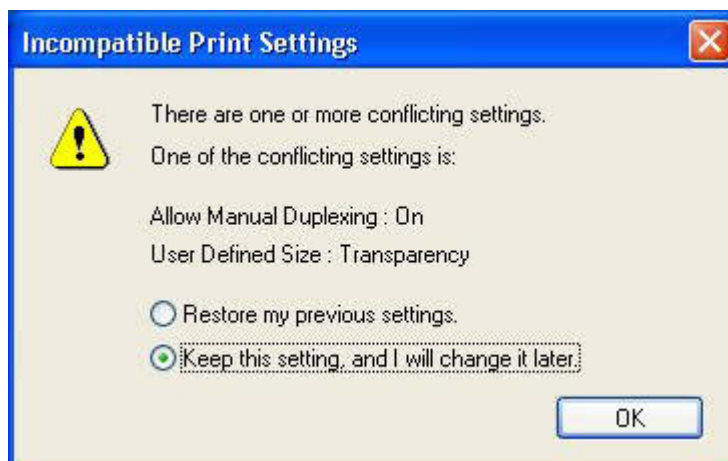 Incompatible Print Settings
There are one or more conflicting settings.
One of the conflicting settings is:
Allow Manual Duplexing : On
User Defined Size : Transparency
Restore my previous settings.
Keep this setting, and I will change it later.
OK